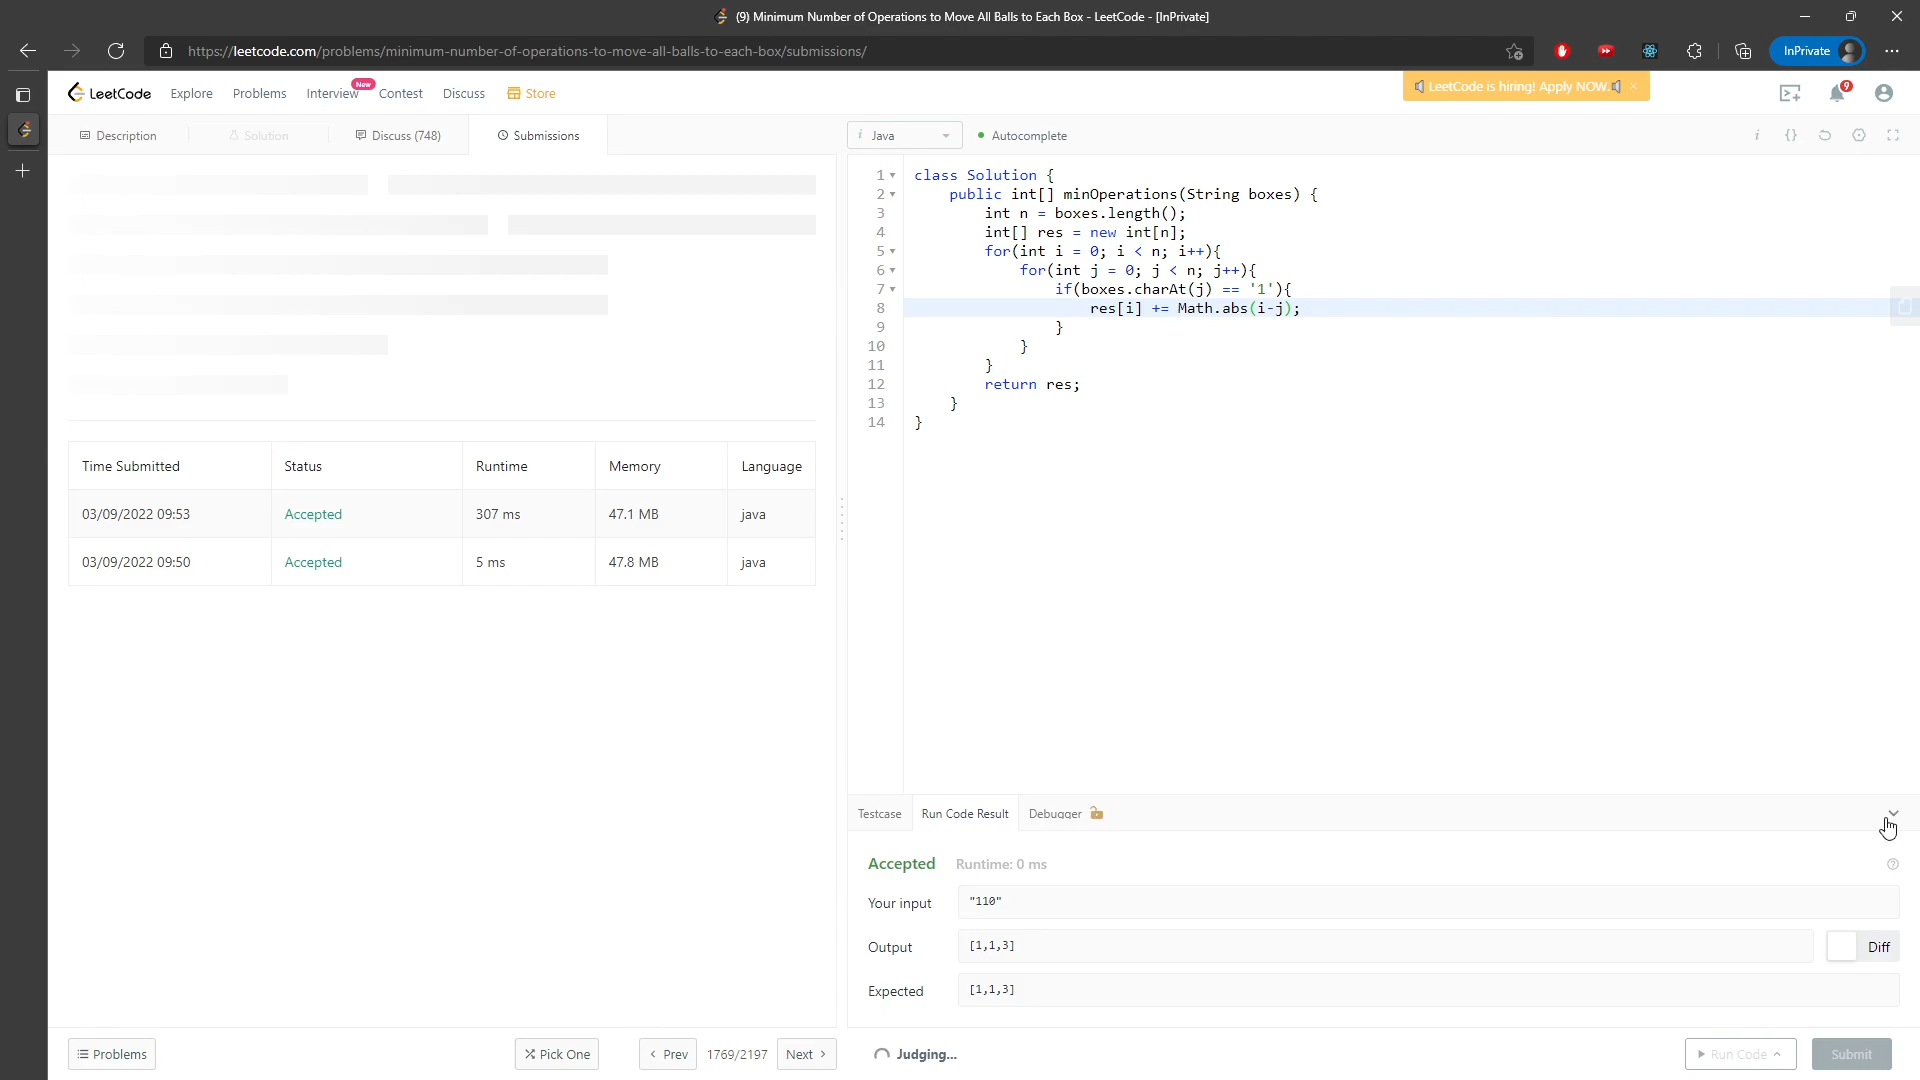 (9) Minimum Number of Operations to Move All Balls to Each Box - LeetCode - [InPrivate]
https://leetcode.com/problems/minimum-number-of-operations-to-move-all-balls-to-each-box/submissions/
InPrivate
LeetCode
Explore
Problems
Interview
New
Contest
Discuss
Store
LeetCode is hiring! Apply NOW.
9
Description
Solution
Discuss (748)
Submissions
i Java
Autocomplete
i
{}
1 class Solution {
2 public int[] minOperations(String boxes) {
3 int n = boxes.length();
4 int[] res = new int[n];
5 for(int i = 0; i < n; i++){
6 for(int j = 0; j < n; j++){
7 if(boxes.charAt(j) == '1'){
8 res[i] += Math.abs(i-j);
9 }
10 }
11 }
12 return res;
13 }
14 }
Time Submitted Status Runtime Memory Language
03/09/2022 09:53 Accepted 307 ms 47.1 MB java
03/09/2022 09:50 Accepted 5 ms 47.8 MB java
Testcase
Run Code Result
Debugger
Accepted Runtime: 0 ms
Your input "110"
Output [1,1,3]
Diff
Expected [1,1,3]
Problems
Pick One
Prev
1769/2197
Next
Judging...
Run Code
Submit